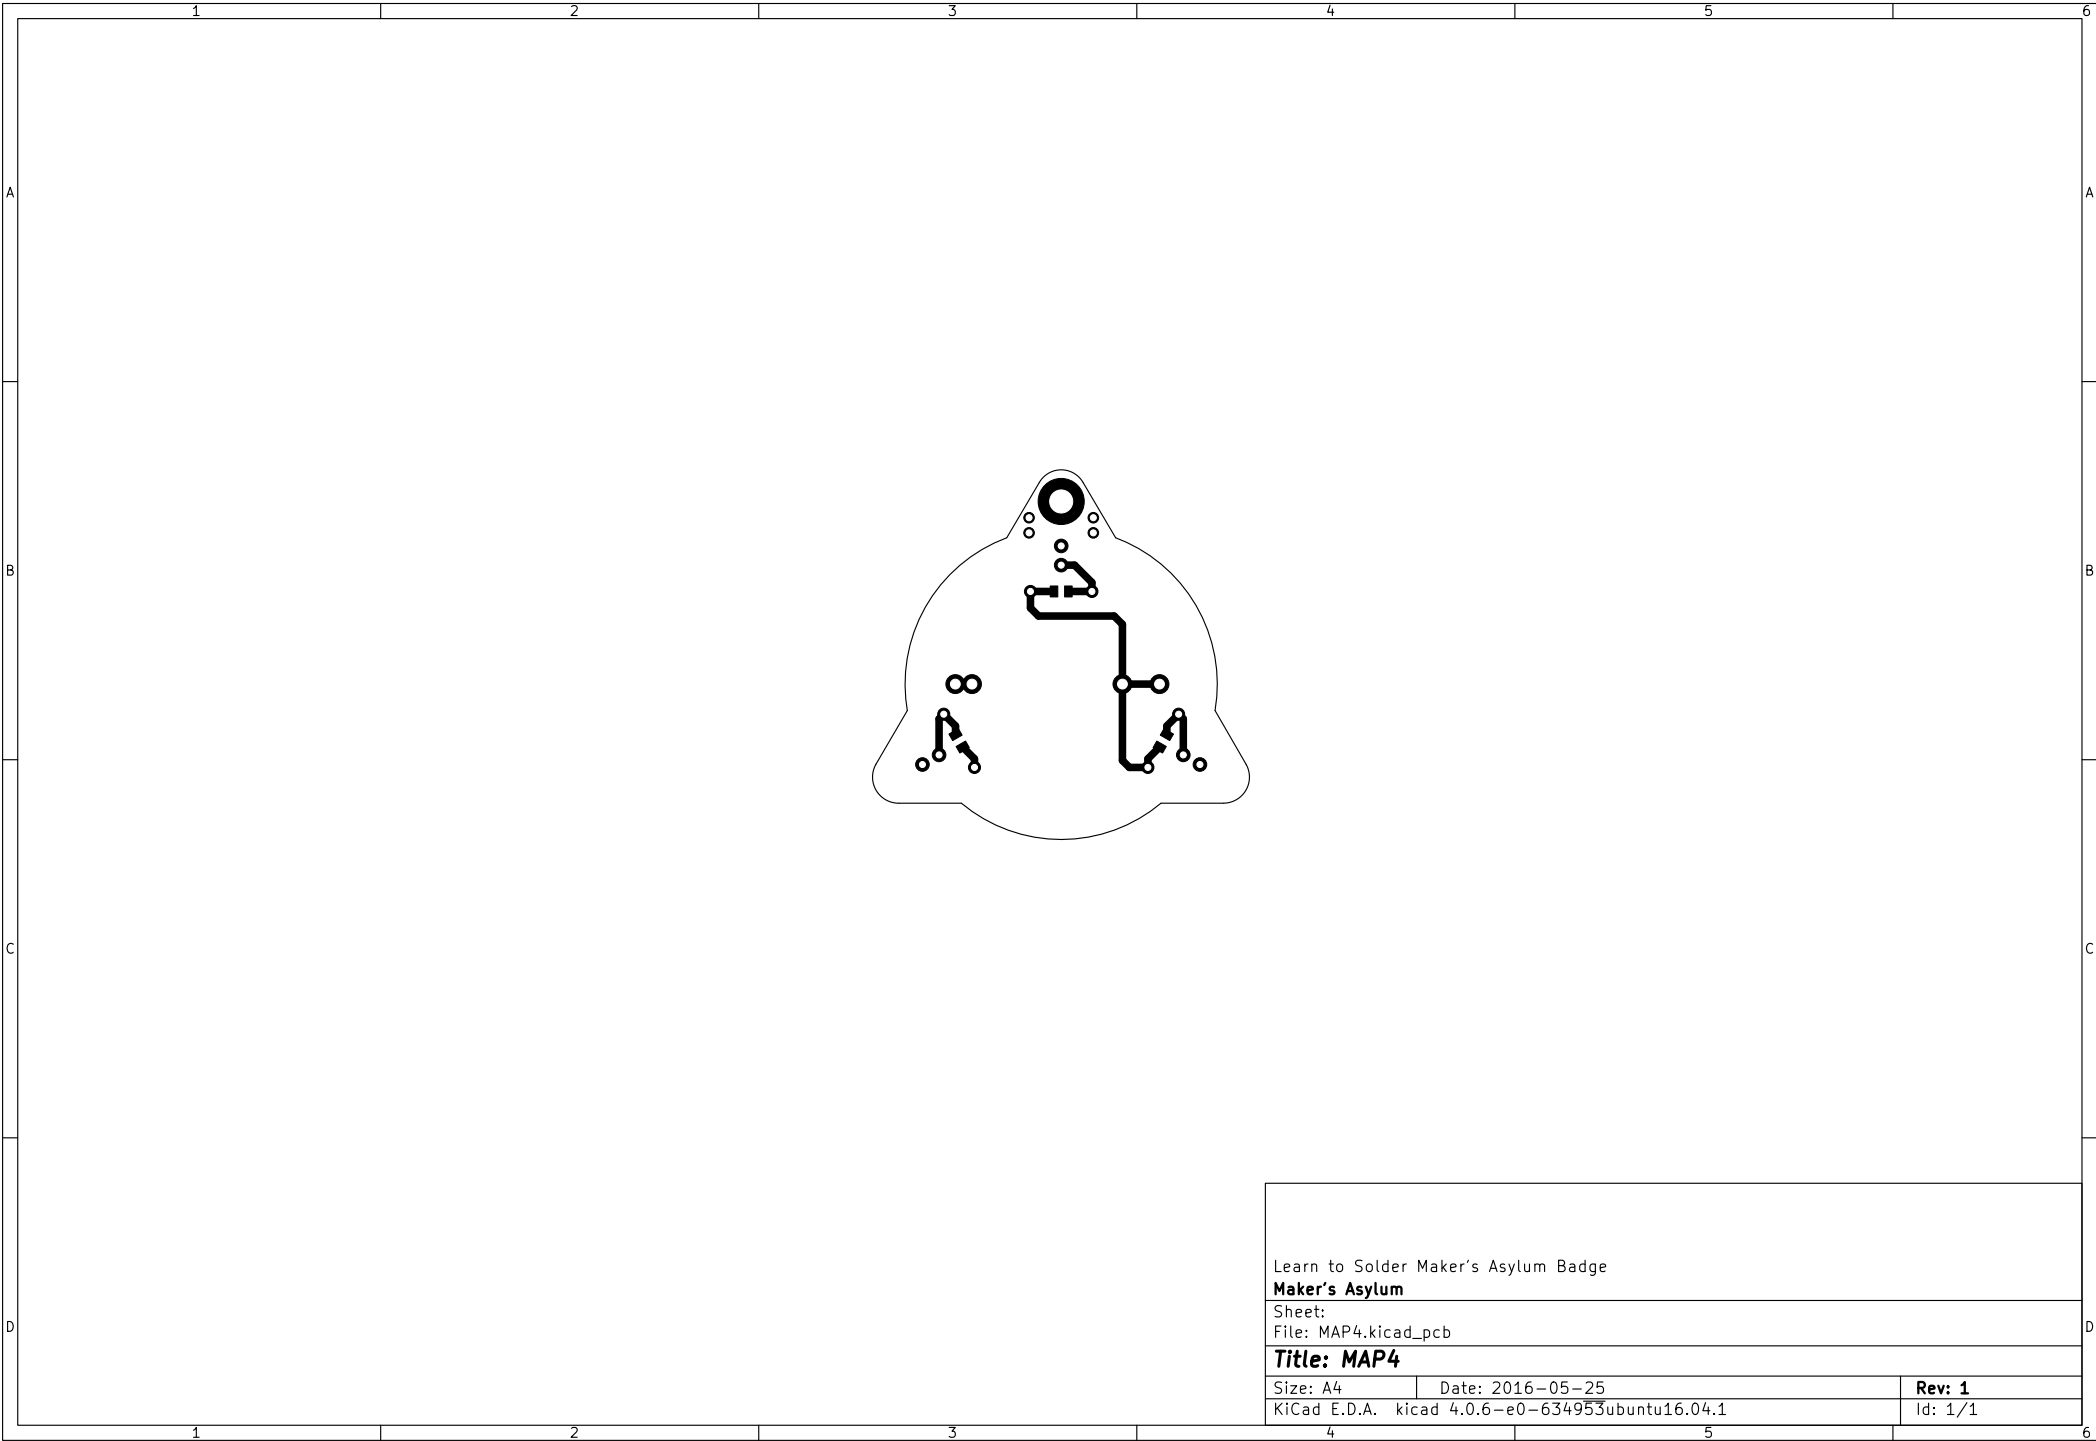 1 2 3 4 5 6
A A
B B
C C
Learn to Solder Maker's Asylum Badge
Maker's Asylum
Sheet:
D D
File: MAP4.kicad_pcb
Title: MAP4
Size: A4 Date: 2016-05-25 Rev: 1
KiCad E.D.A. kicad 4.0.6-e0-634953ubuntu16.04.1 Id: 1/1
1 2 3 4 5 6